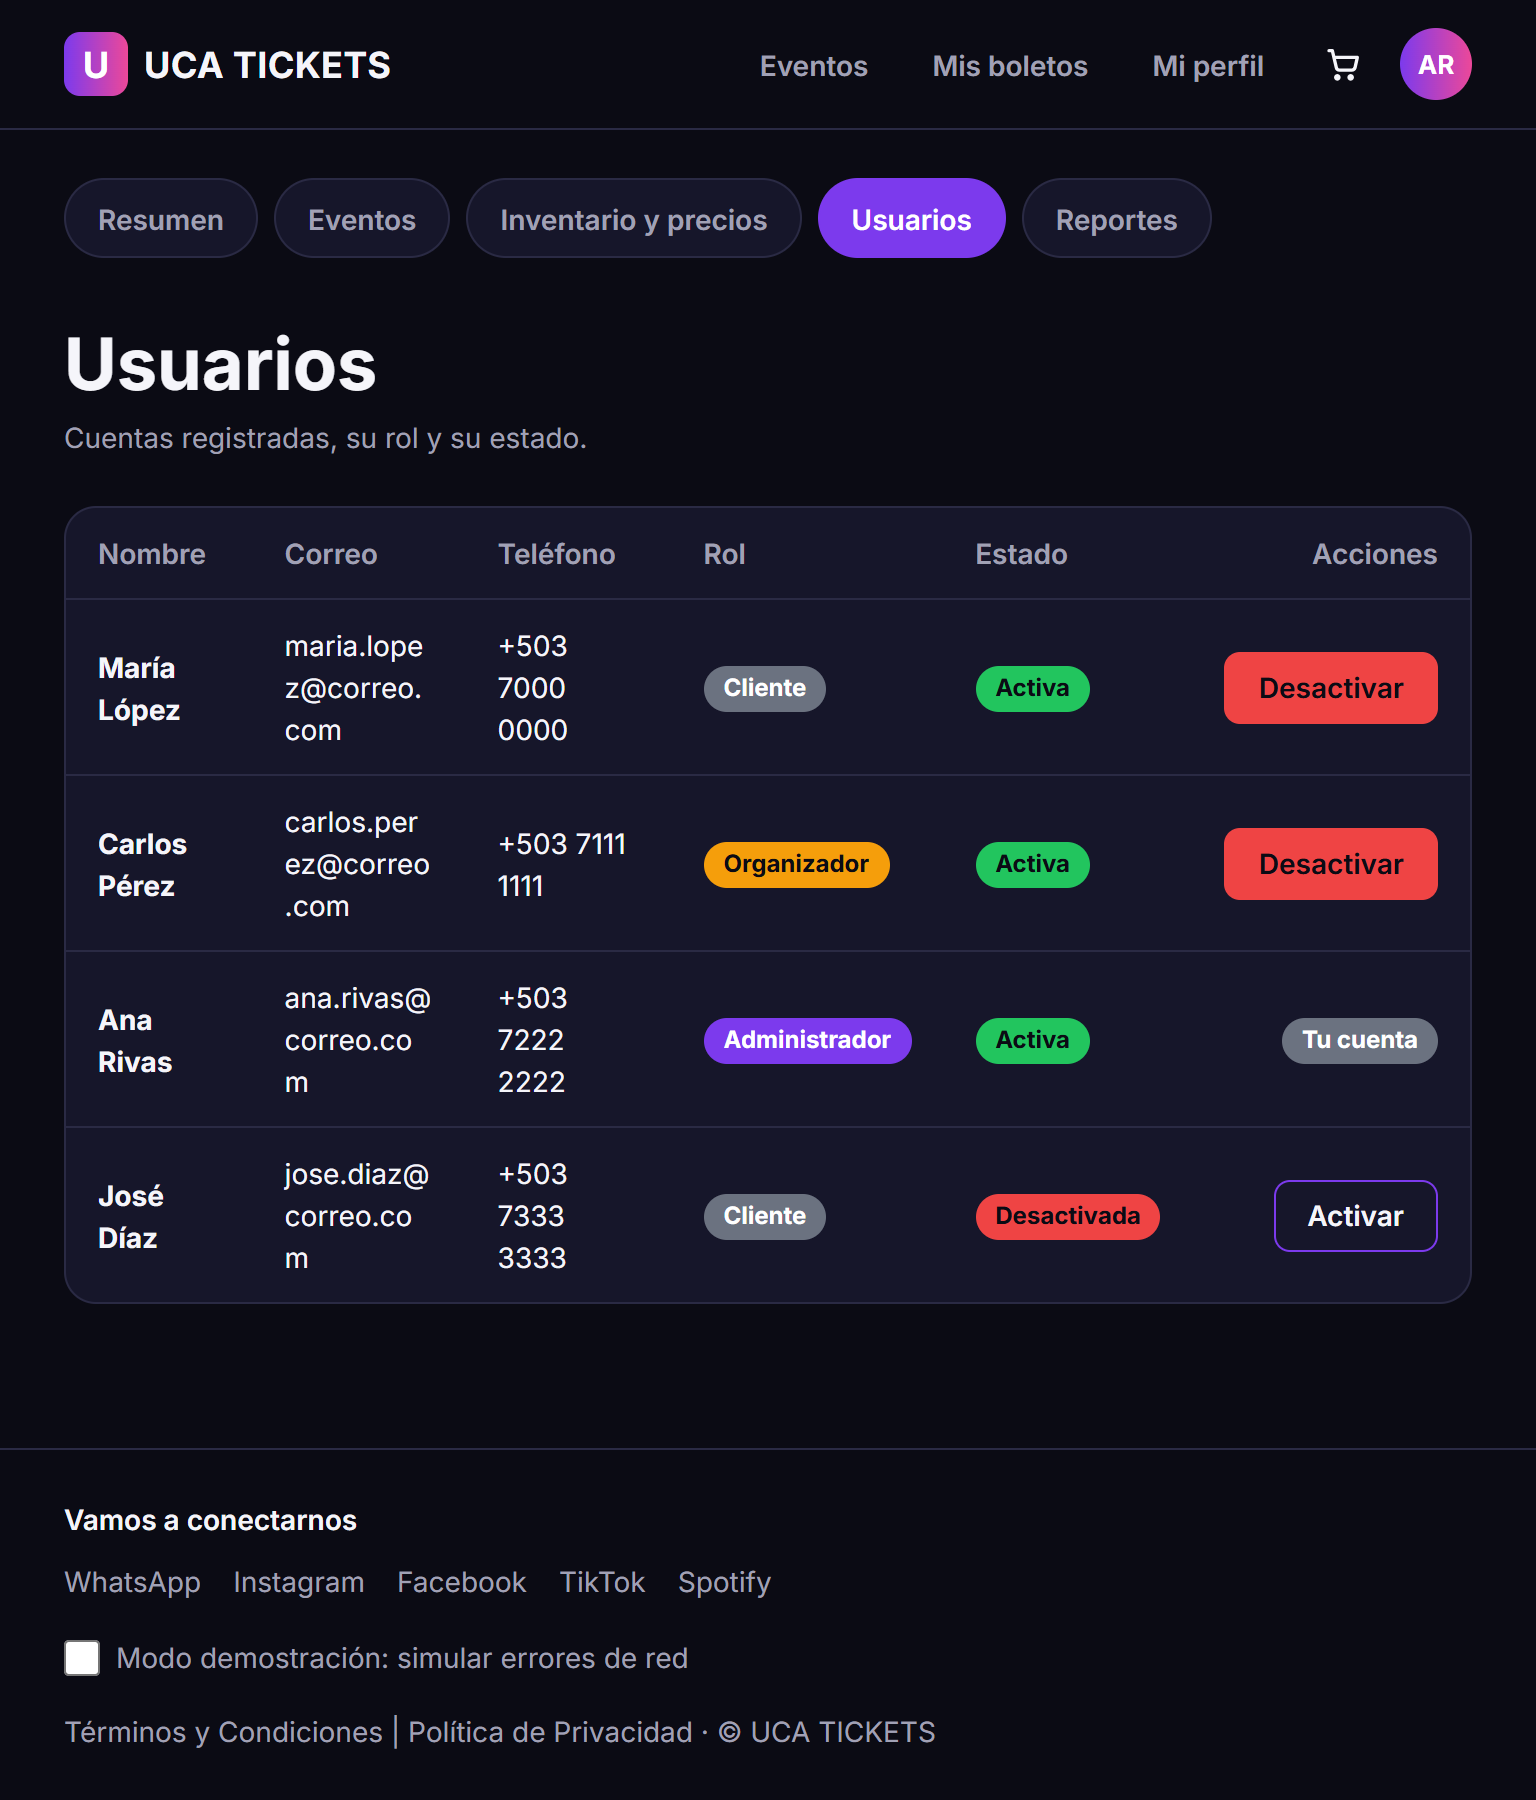 U UCA TICKETS
Eventos Mis boletos Mi perfil AR
Resumen Eventos Inventario y precios Usuarios Reportes
Usuarios
Cuentas registradas, su rol y su estado.
Nombre Correo Teléfono Rol Estado Acciones
María
López
maria.lope
z@correo.
com
+503
7000
0000
Cliente
Activa
Desactivar
Carlos
Pérez
carlos.per
ez@correo
.com
+503 7111
1111
Organizador
Activa
Desactivar
Ana
Rivas
ana.rivas@
correo.co
m
+503
7222
2222
Administrador
Activa
Tu cuenta
José
Díaz
jose.diaz@
correo.co
m
+503
7333
3333
Cliente
Desactivada
Activar
Vamos a conectarnos
WhatsApp Instagram Facebook TikTok Spotify
Modo demostración: simular errores de red
Términos y Condiciones | Política de Privacidad · © UCA TICKETS